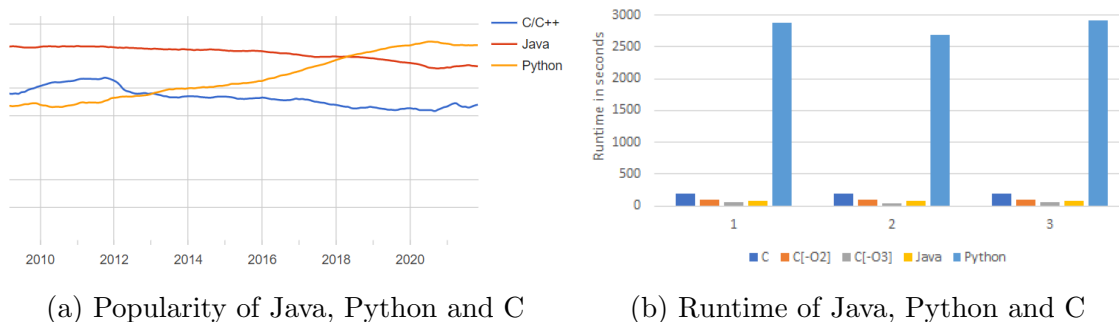 C/C++
Java
Python
2010 2012 2014 2016 2018 2020
(a) Popularity of Java, Python and C
3000
2500
2000
1500
1000
500
0
Runtime in seconds
1 2 3
C C[-O2] C[-O3] Java Python
(b) Runtime of Java, Python and C